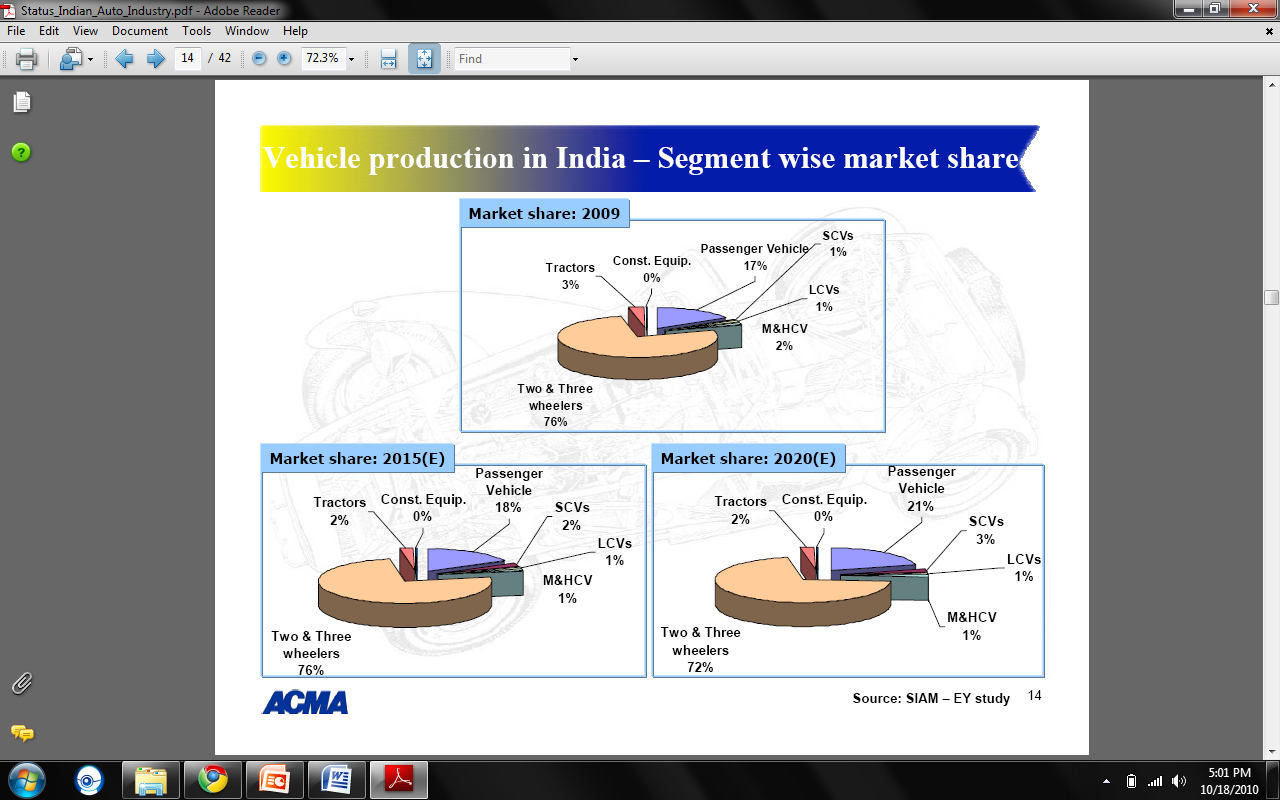 Status_Indian_Auto_Industry.pdf - Adobe Reader
File Edit View Document Tools Window Help
14 / 42 72.3% Find
Vehicle production in India – Segment wise market share
Market share: 2009
Tractors
3%
Const. Equip.
0%
Passenger Vehicle
17%
SCVs
1%
LCVs
1%
M&HCV
2%
Two & Three
wheelers
76%
Market share: 2015(E)
Tractors
2%
Const. Equip.
0%
Passenger
Vehicle
18%
SCVs
2%
LCVs
1%
M&HCV
1%
Two & Three
wheelers
76%
Market share: 2020(E)
Tractors
2%
Const. Equip.
0%
Passenger
Vehicle
21%
SCVs
3%
LCVs
1%
M&HCV
1%
Two & Three
wheelers
72%
ACMA
Source: SIAM – EY study 14
5:01 PM
10/18/2010